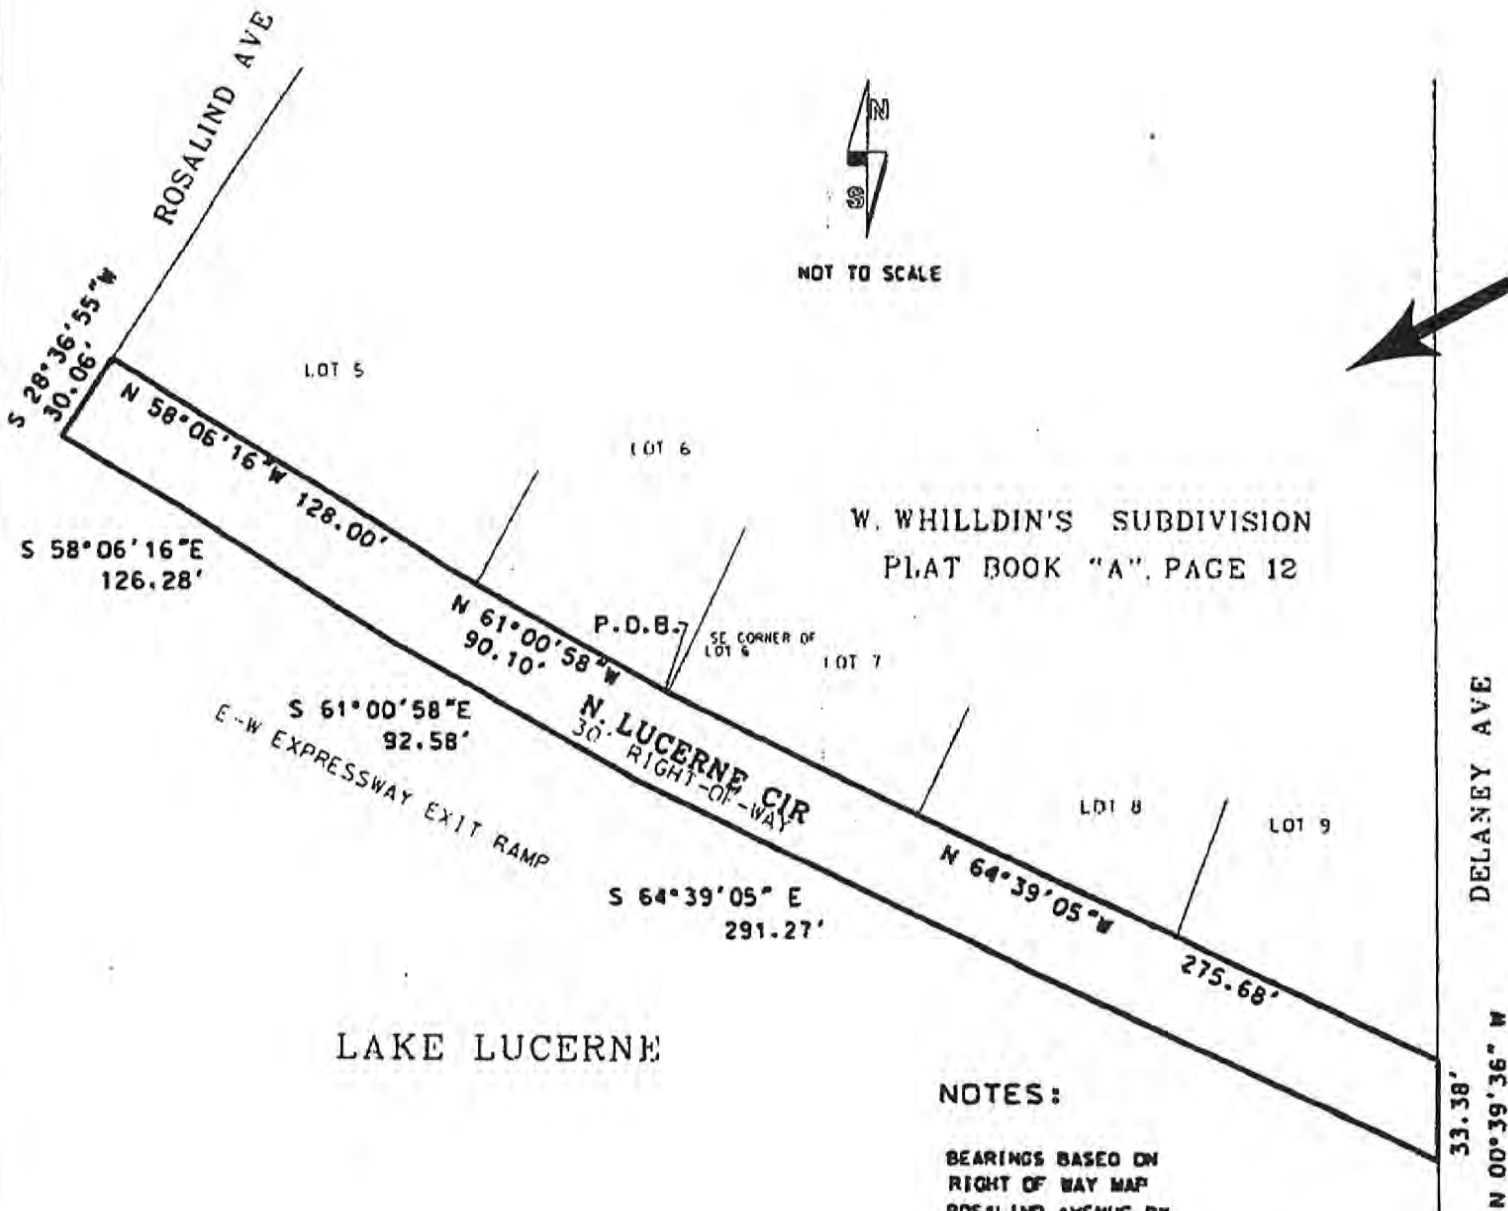 ROSALIND AVE
N
S
NOT TO SCALE
S 28°36'55"W
30.06'
LOT 5
N 58°06'16"W 128.00'
LOT 6
W. WHILLDIN'S SUBDIVISION
PLAT BOOK "A", PAGE 12
S 58°06'16"E
126.28'
N 61°00'58"W
90.10'
P.O.B.
SE CORNER OF
LOT 6
LOT 7
S 61°00'58"E
92.58'
E-W EXPRESSWAY EXIT RAMP
N. LUCERNE CIR
30' RIGHT-OF-WAY
LOT 8
LOT 9
DELANEY AVE
N 64°39'05"W
275.68'
S 64°39'05" E
291.27'
LAKE LUCERNE
33.38'
N 00°39'36" W
NOTES:
BEARINGS BASED ON
RIGHT OF WAY MAP
ROSALIND AVENUE BY